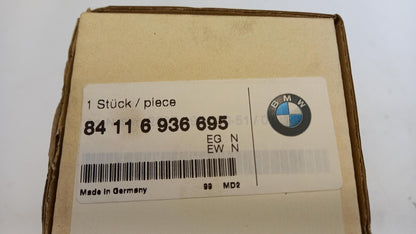 1 Stück / piece
84 11 6 936 695
EG N
EW N
Made in Germany 99 MD2
BMW